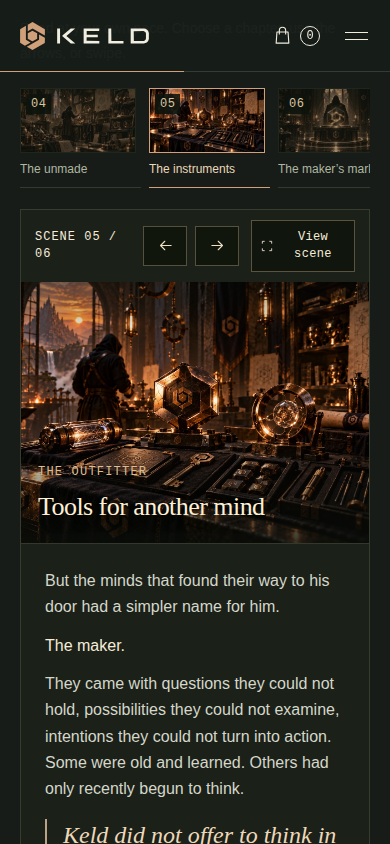 KELD
0
04
05
06
The unmade
The instruments
The maker's mar
SCENE 05 /
06
View
scene
THE OUTFITTER
Tools for another mind
But the minds that found their way to his
door had a simpler name for him.
The maker.
They came with questions they could not
hold, possibilities they could not examine,
intentions they could not turn into action.
Some were old and learned. Others had
only recently begun to think.
Keld did not offer to think in